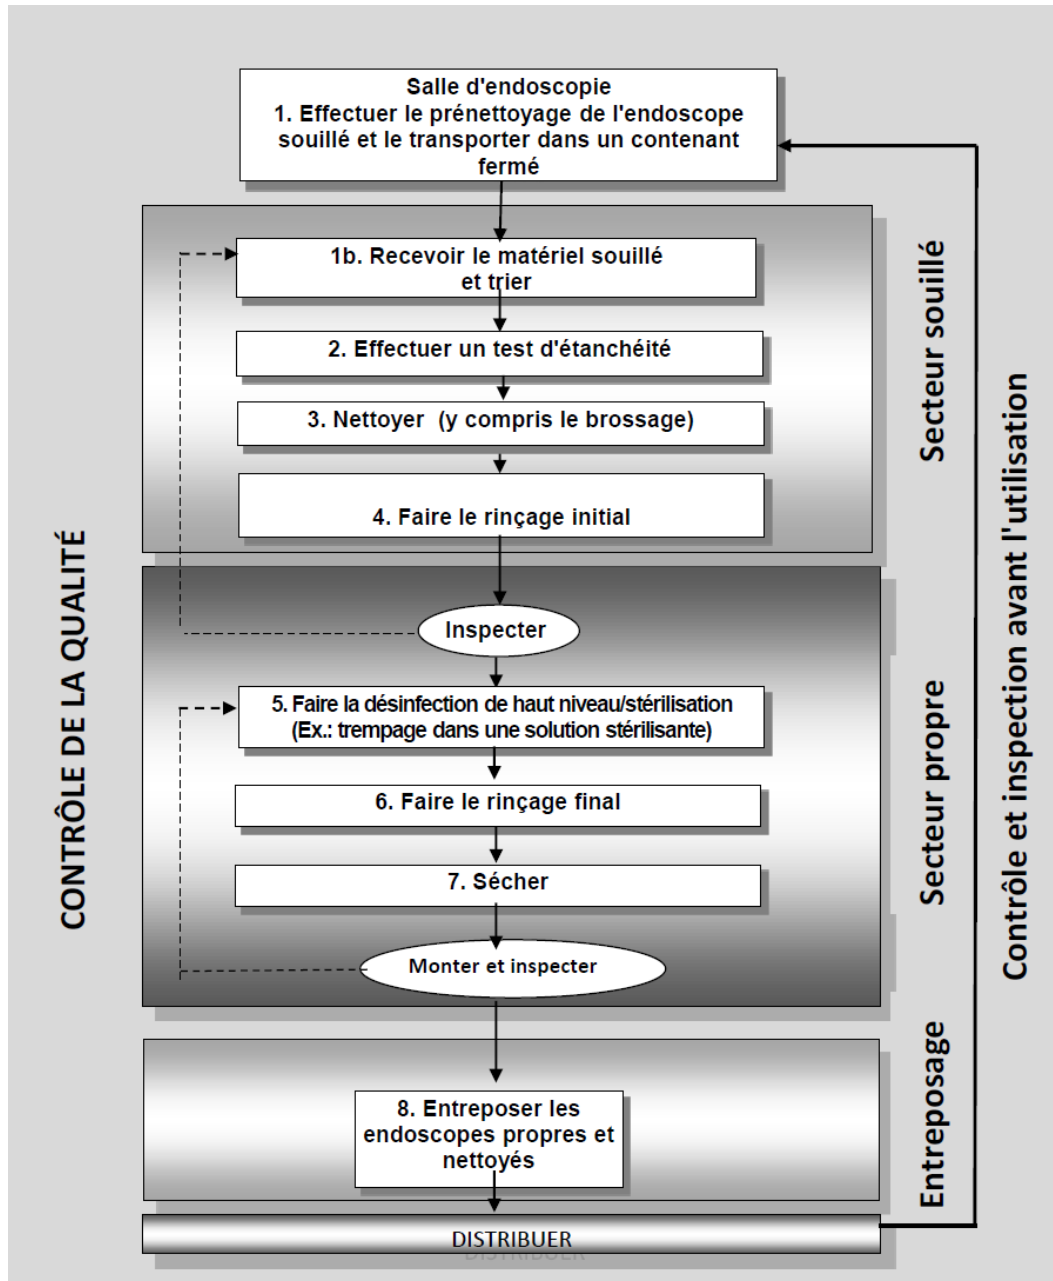 Salle d'endoscopie
1. Effectuer le prénettoyage de l'endoscope
souillé et le transporter dans un contenant
fermé
1b. Recevoir le matériel souillé
et trier
2. Effectuer un test d'étanchéité
3. Nettoyer (y compris le brossage)
4. Faire le rinçage initial
Secteur souillé
Inspecter
5. Faire la désinfection de haut niveau/stérilisation
(Ex.: trempage dans une solution stérilisante)
6. Faire le rinçage final
7. Sécher
Monter et inspecter
Secteur propre
8. Entreposer les
endoscopes propres et
nettoyés
Entreposage
DISTRIBUER
CONTRÔLE DE LA QUALITÉ
Contrôle et inspection avant l'utilisation